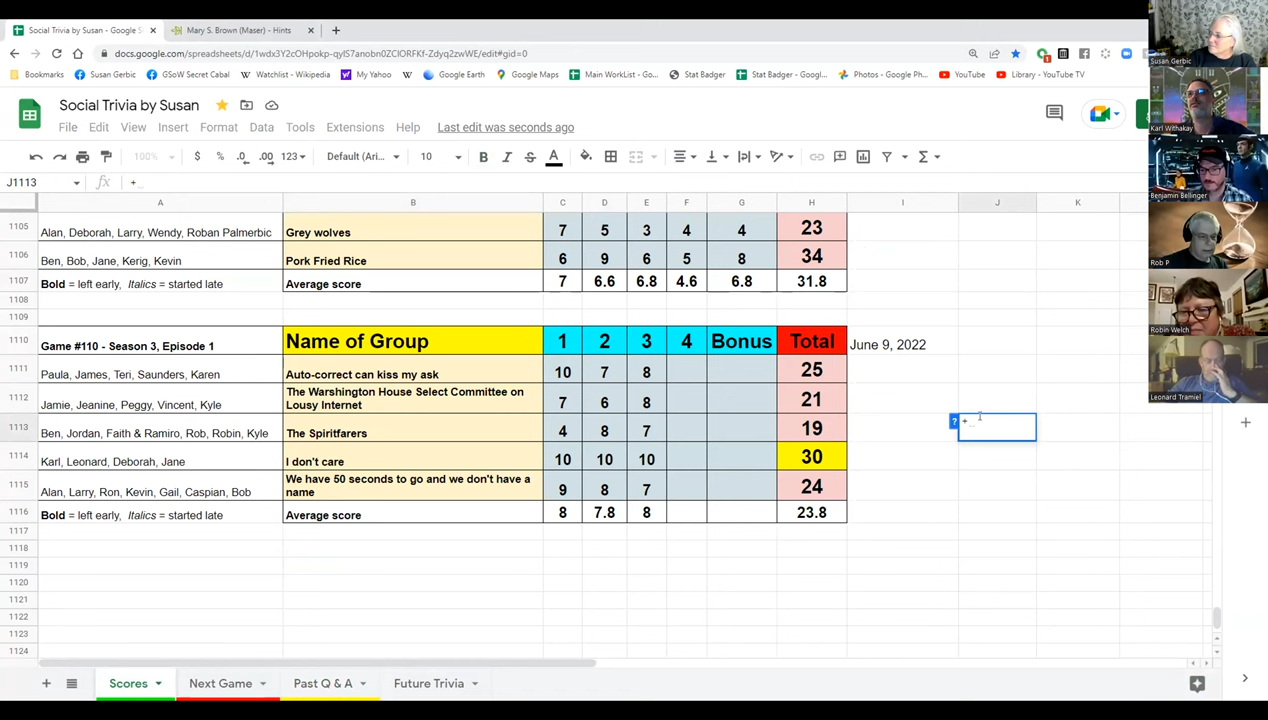 Social Trivia by Susan - Google S
Mary S. Brown (Maser) - Hints
docs.google.com/spreadsheets/d/1wdx3Y2cOHpokp-qyIS7anobn0ZClORFKf-Zdyq2zwWE/edit#gid=0
Bookmarks Susan Gerbic GSoW Secret Cabal Watchlist - Wikipedia My Yahoo Google Earth Google Maps Main WorkList - Go... Stat Badger Stat Badger - Google... Photos - Google Ph... YouTube Library - YouTube TV
Social Trivia by Susan
File Edit View Insert Format Data Tools Extensions Help Last edit was seconds ago
100% $ % .0 .00 123 Default (Ari... 10 B I S A
J1113 fx +
A B C D E F G H I J K
1105 Alan, Deborah, Larry, Wendy, Roban Palmerbic Grey wolves 7 5 3 4 4 23
1106 Ben, Bob, Jane, Kerig, Kevin Pork Fried Rice 6 9 6 5 8 34
1107 Bold = left early, Italics = started late Average score 7 6.6 6.8 4.6 6.8 31.8
1108
1109
1110 Game #110 - Season 3, Episode 1 Name of Group 1 2 3 4 Bonus Total June 9, 2022
1111 Paula, James, Teri, Saunders, Karen Auto-correct can kiss my ask 10 7 8 25
1112 Jamie, Jeanine, Peggy, Vincent, Kyle The Warshington House Select Committee on
Lousy Internet 7 6 8 21
1113 Ben, Jordan, Faith & Ramiro, Rob, Robin, Kyle The Spiritfarers 4 8 7 19 ? +
1114 Karl, Leonard, Deborah, Jane I don't care 10 10 10 30
1115 Alan, Larry, Ron, Kevin, Gail, Caspian, Bob We have 50 seconds to go and we don't have a
name 9 8 7 24
1116 Bold = left early, Italics = started late Average score 8 7.8 8 23.8
1117
1118
1119
1120
1121
1122
1123
1124
Scores Next Game Past Q & A Future Trivia
Susan Gerbic
Karl Withakay
Benjamin Bellinger
Rob P
Robin Welch
Leonard Tramiel